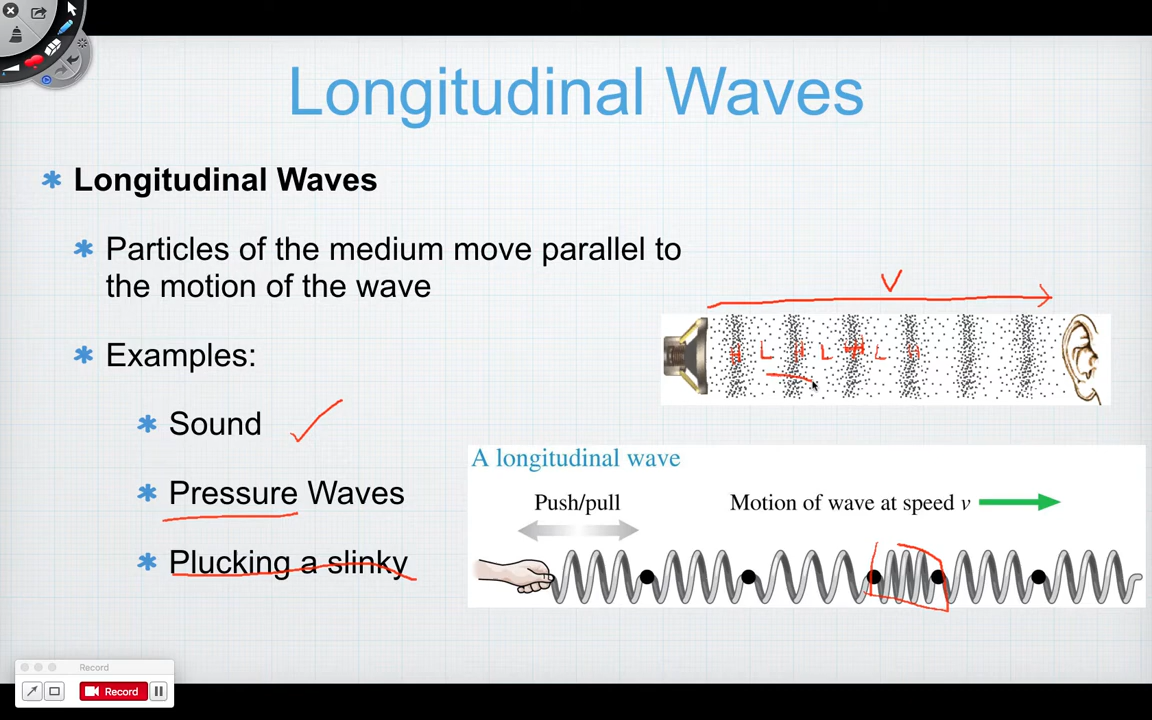 Longitudinal Waves
Longitudinal Waves
Particles of the medium move parallel to
the motion of the wave
Examples:
Sound
Pressure Waves
Plucking a slinky
V
H L H L H L H
A longitudinal wave
Push/pull
Motion of wave at speed v
Record
Record